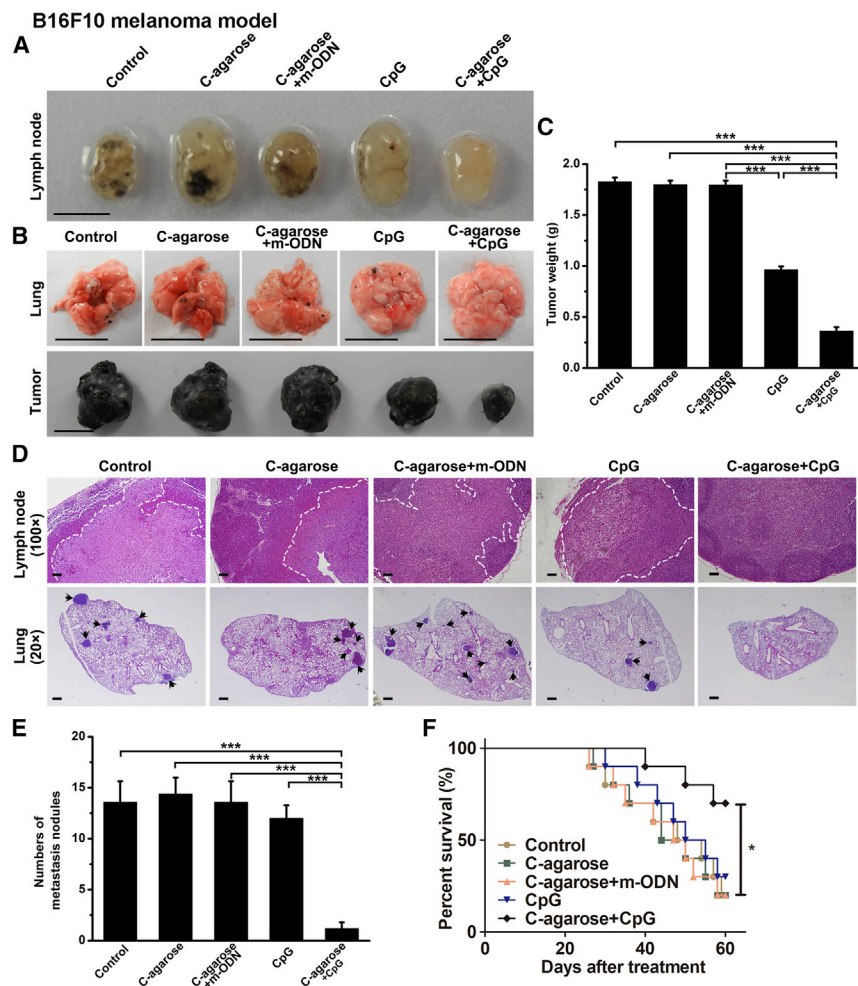 B16F10 melanoma model
A
Control
C-agarose
C-agarose
+m-ODN
CpG
C-agarose
+CpG
Lymph node
B
Control
C-agarose
C-agarose
+m-ODN
CpG
C-agarose
+CpG
Lung
Tumor
C
***
***
***
*** ***
Tumor weight (g)
2.0
1.5
1.0
0.5
0.0
Control
C-agarose
C-agarose
+m-ODN
CpG
C-agarose
+CpG
D
Control
C-agarose
C-agarose+m-ODN
CpG
C-agarose+CpG
Lymph node
(100×)
Lung
(20×)
E
***
***
***
***
Numbers of
metastasis nodules
20
15
10
5
0
Control
C-agarose
C-agarose
+m-ODN
CpG
C-agarose
+CpG
F
Percent survival (%)
100
50
0
Control
C-agarose
C-agarose+m-ODN
CpG
C-agarose+CpG
*
0 20 40 60
Days after treatment